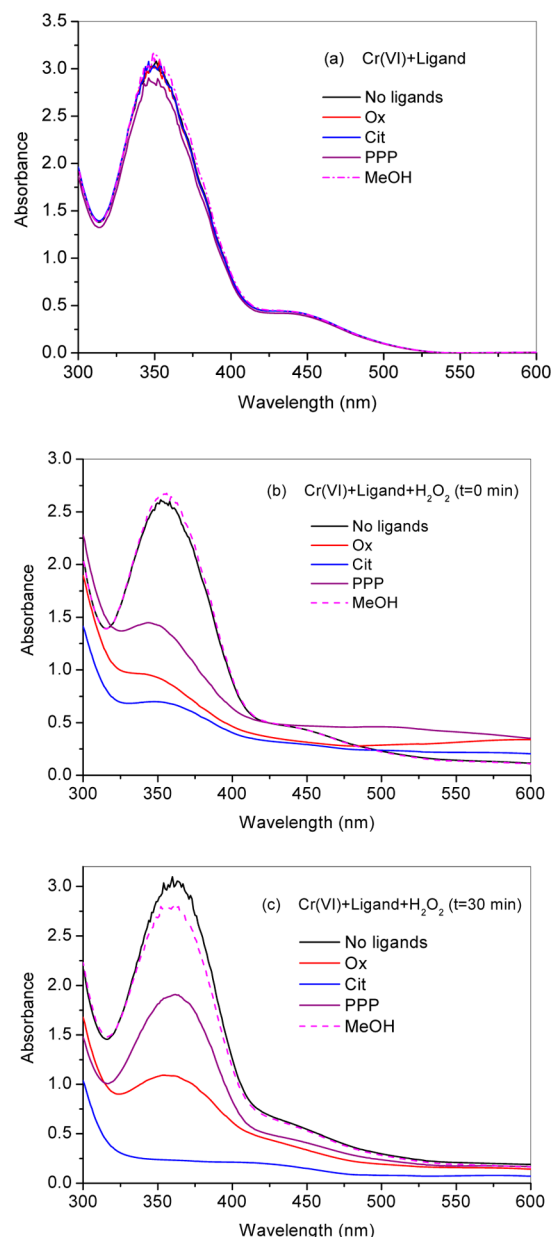 3.5
3.0
2.5
2.0
1.5
1.0
0.5
0.0
Absorbance
(a) Cr(VI)+Ligand
No ligands
Ox
Cit
PPP
MeOH
300 350 400 450 500 550 600
Wavelength (nm)
3.0
2.5
2.0
1.5
1.0
0.5
0.0
Absorbance
(b) Cr(VI)+Ligand+H₂O₂ (t=0 min)
No ligands
Ox
Cit
PPP
MeOH
300 350 400 450 500 550 600
Wavelength (nm)
3.0
2.5
2.0
1.5
1.0
0.5
0.0
Absorbance
(c) Cr(VI)+Ligand+H₂O₂ (t=30 min)
No ligands
Ox
Cit
PPP
MeOH
300 350 400 450 500 550 600
Wavelength (nm)